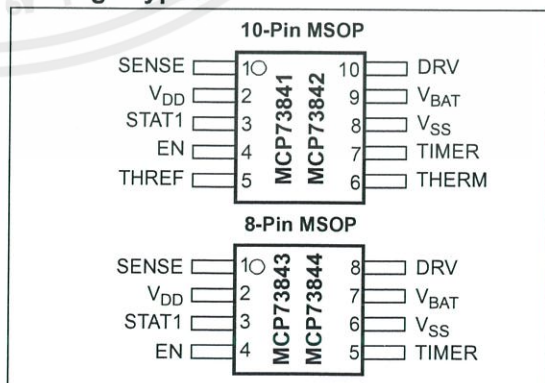 10-Pin MSOP
SENSE 1 10 DRV
VDD 2 9 VBAT
STAT1 3 8 VSS
EN 4 7 TIMER
THREF 5 6 THERM
MCP73841
MCP73842
8-Pin MSOP
SENSE 1 8 DRV
VDD 2 7 VBAT
STAT1 3 6 VSS
EN 4 5 TIMER
MCP73843
MCP73844